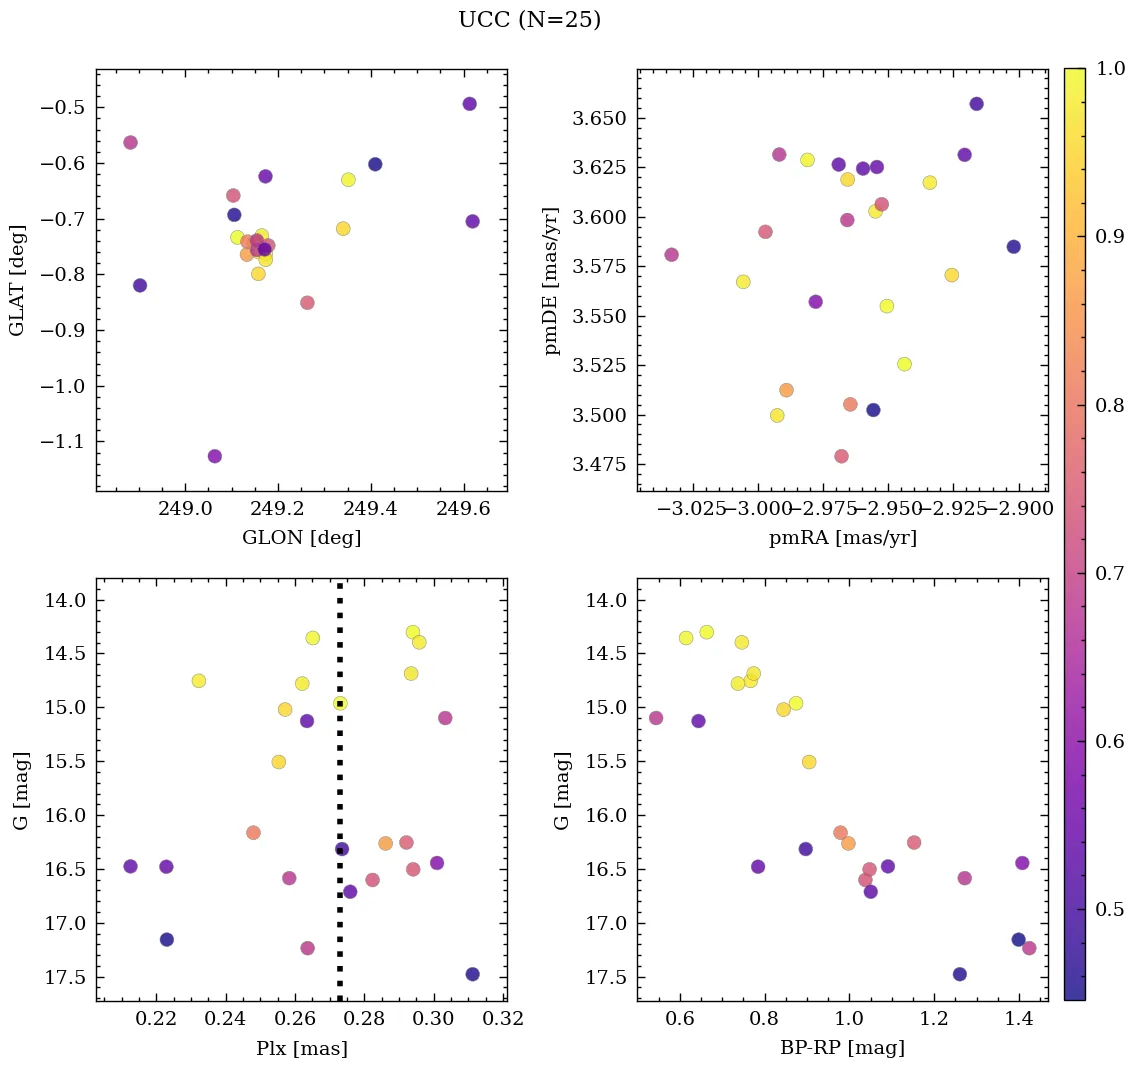 UCC (N=25)
−0.5
−0.6
−0.7
−0.8
−0.9
−1.0
−1.1
GLAT [deg]
249.0 249.2 249.4 249.6
GLON [deg]
3.650
3.625
3.600
3.575
3.550
3.525
3.500
3.475
pmDE [mas/yr]
−3.025 −3.000 −2.975 −2.950 −2.925 −2.900
pmRA [mas/yr]
1.0
0.9
0.8
0.7
0.6
0.5
14.0
14.5
15.0
15.5
16.0
16.5
17.0
17.5
G [mag]
0.22 0.24 0.26 0.28 0.30 0.32
Plx [mas]
14.0
14.5
15.0
15.5
16.0
16.5
17.0
17.5
G [mag]
0.6 0.8 1.0 1.2 1.4
BP-RP [mag]